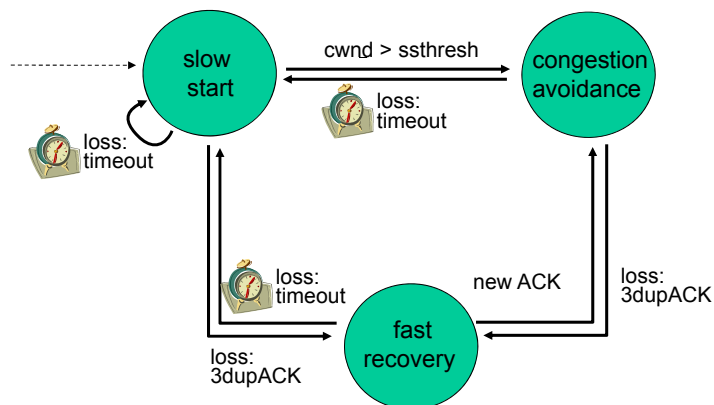 slow
start
cwnd > ssthresh
congestion
avoidance
loss:
timeout
loss:
timeout
loss:
timeout
new ACK
loss:
3dupACK
fast
recovery
loss:
3dupACK